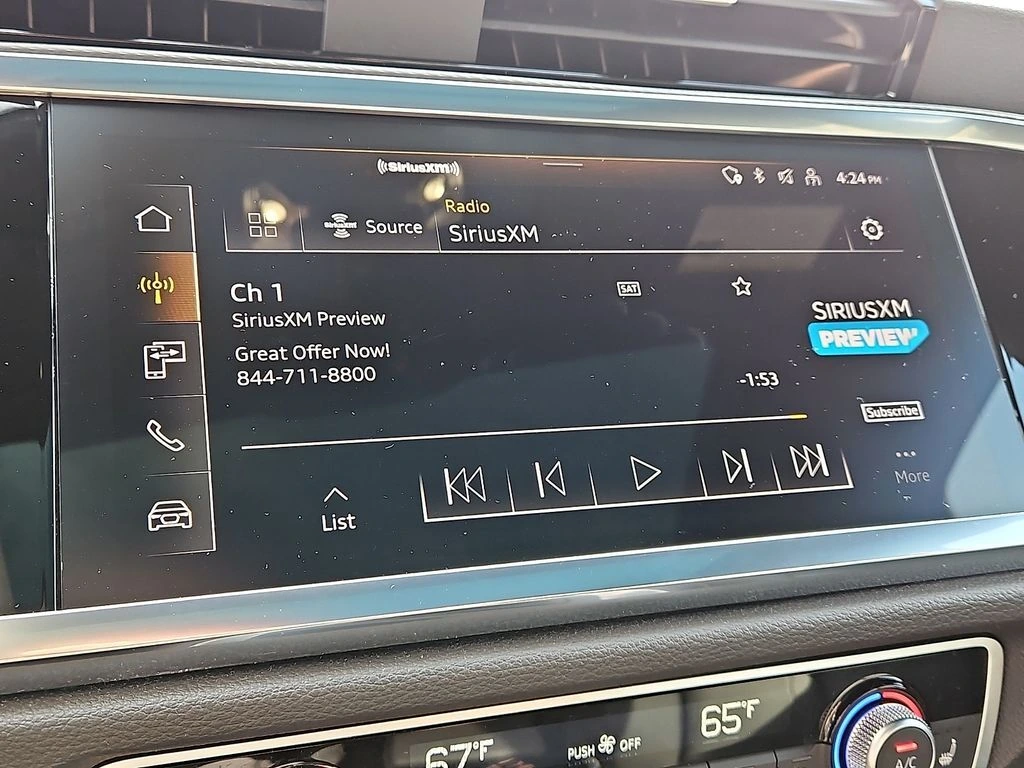 SiriusXM
4:24 PM
Radio
SiriusXM Source
SiriusXM
Ch 1
SAT
SiriusXM Preview
SIRIUSXM
PREVIEW
Great Offer Now!
844-711-8800
-1:53
Subscribe
More
List
65°F
67°F
PUSH OFF
A/C